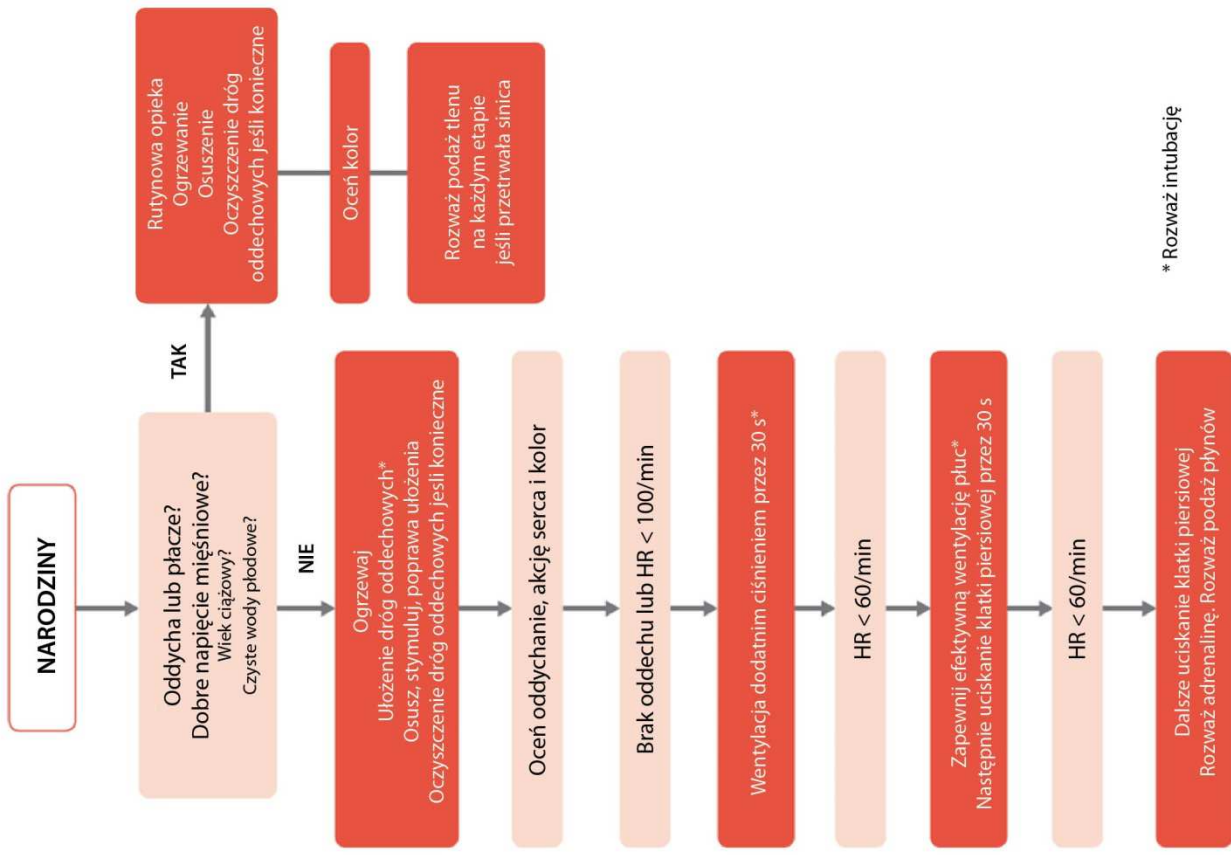 NARODZINY
Oddycha lub płacze?
Dobre napięcie mięśniowe?
Wiek ciążowy?
Czyste wody płodowe?
TAK
Rutynowa opieka
Ogrzewanie
Osuszenie
Oczyszczenie dróg
oddechowych jeśli konieczne
Oceń kolor
Rozważ podaż tlenu
na każdym etapie
jeśli przetrwała sinica
NIE
Ogrzewaj
Ułożenie dróg oddechowych*
Osusz, stymuluj, poprawa ułożenia
Oczyszczenie dróg oddechowych jesli konieczne
Oceń oddychanie, akcję serca i kolor
Brak oddechu lub HR < 100/min
Wentylacja dodatnim ciśnieniem przez 30 s*
HR < 60/min
Zapewnij efektywną wentylację płuc*
Następnie uciskanie klatki piersiowej przez 30 s
HR < 60/min
Dalsze uciskanie klatki piersiowej
Rozważ adrenalinę. Rozważ podaż płynów
* Rozważ intubację